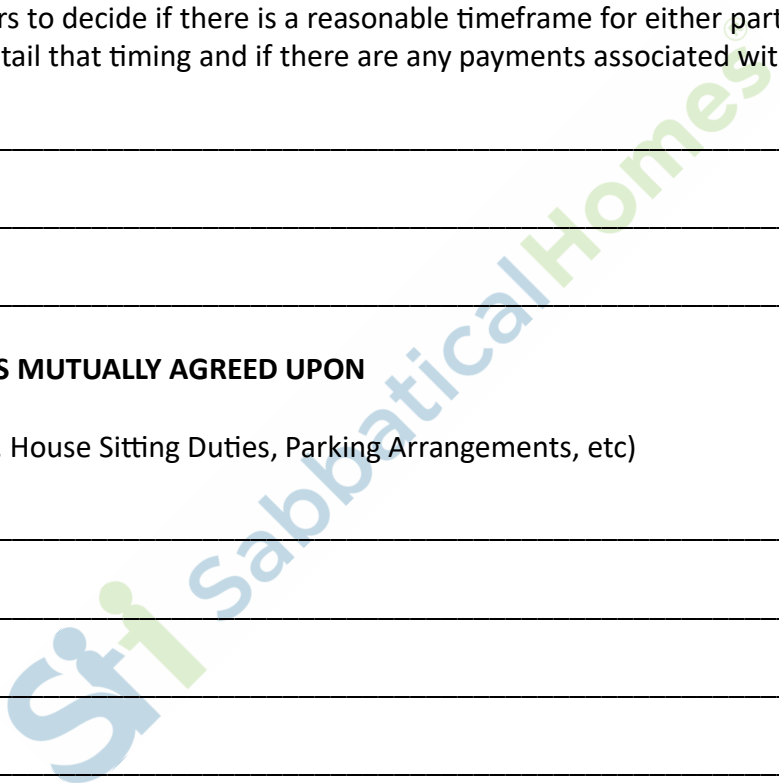 rs to decide if there is a reasonable timeframe for either part
tail that timing and if there are any payments associated wit
S MUTUALLY AGREED UPON
House Sitting Duties, Parking Arrangements, etc)
SabbaticalHomes®